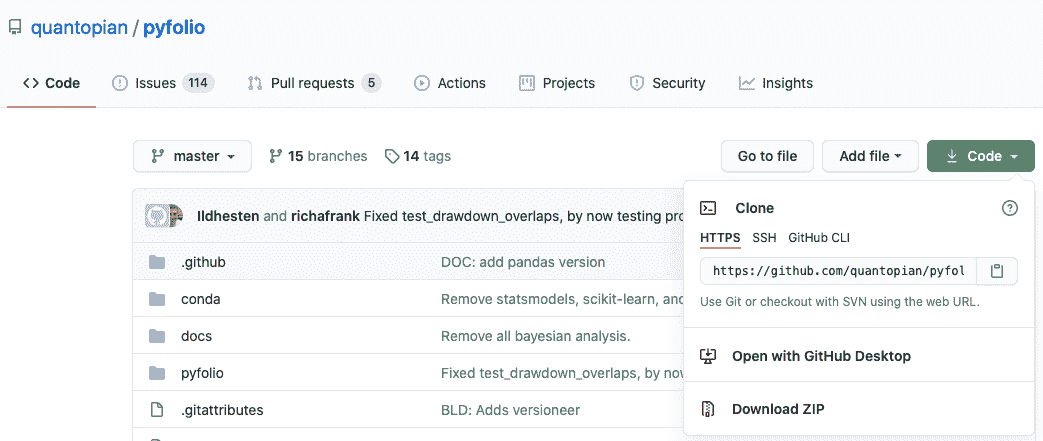 quantopian / pyfolio
Code Issues 114 Pull requests 5 Actions Projects Security Insights
master 15 branches 14 tags Go to file Add file Code
Ildhesten and richafrank Fixed test_drawdown_overlaps, by now testing pro
.github DOC: add pandas version
conda Remove statsmodels, scikit-learn, and
docs Remove all bayesian analysis.
pyfolio Fixed test_drawdown_overlaps, by now
.gitattributes BLD: Adds versioneer
Clone
HTTPS SSH GitHub CLI
https://github.com/quantopian/pyfol
Use Git or checkout with SVN using the web URL.
Open with GitHub Desktop
Download ZIP